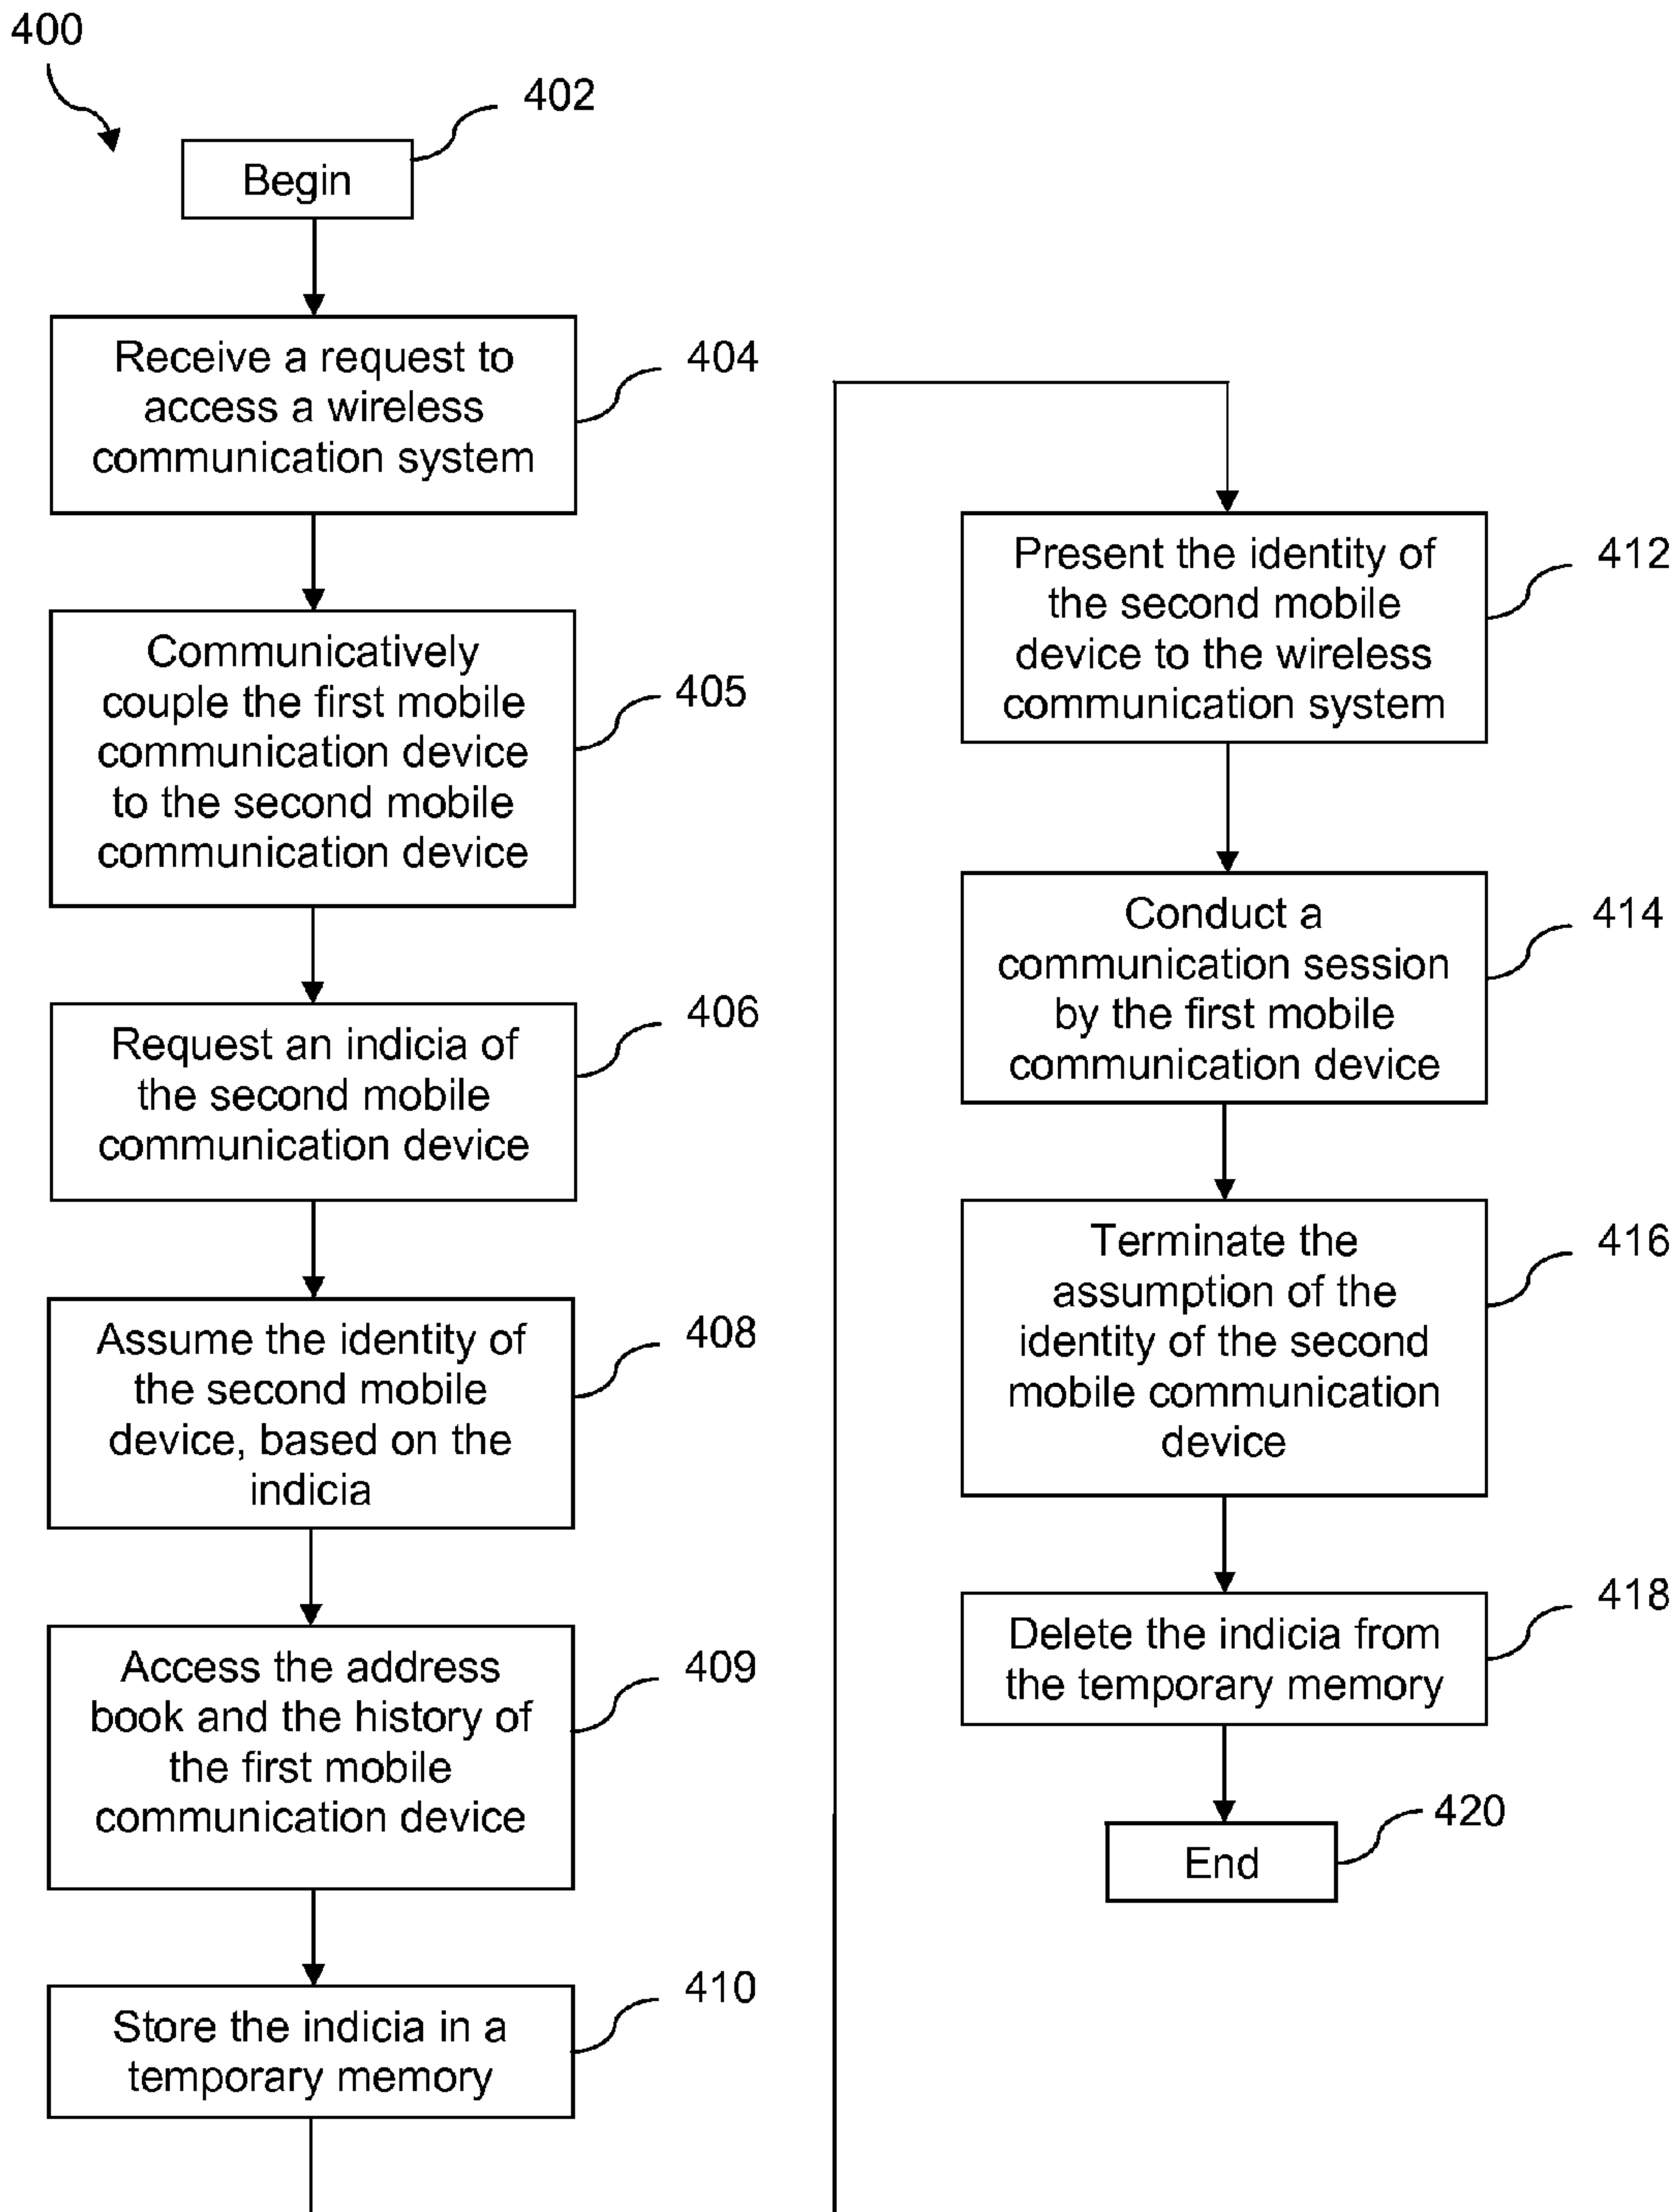 400
402
Begin
Receive a request to
access a wireless
communication system
404
Communicatively
couple the first mobile
communication device
to the second mobile
communication device
405
Request an indicia of
the second mobile
communication device
406
Assume the identity of
the second mobile
device, based on the
indicia
408
Access the address
book and the history of
the first mobile
communication device
409
Store the indicia in a
temporary memory
410
Present the identity of
the second mobile
device to the wireless
communication system
412
Conduct a
communication session
by the first mobile
communication device
414
Terminate the
assumption of the
identity of the second
mobile communication
device
416
Delete the indicia from
the temporary memory
418
End
420